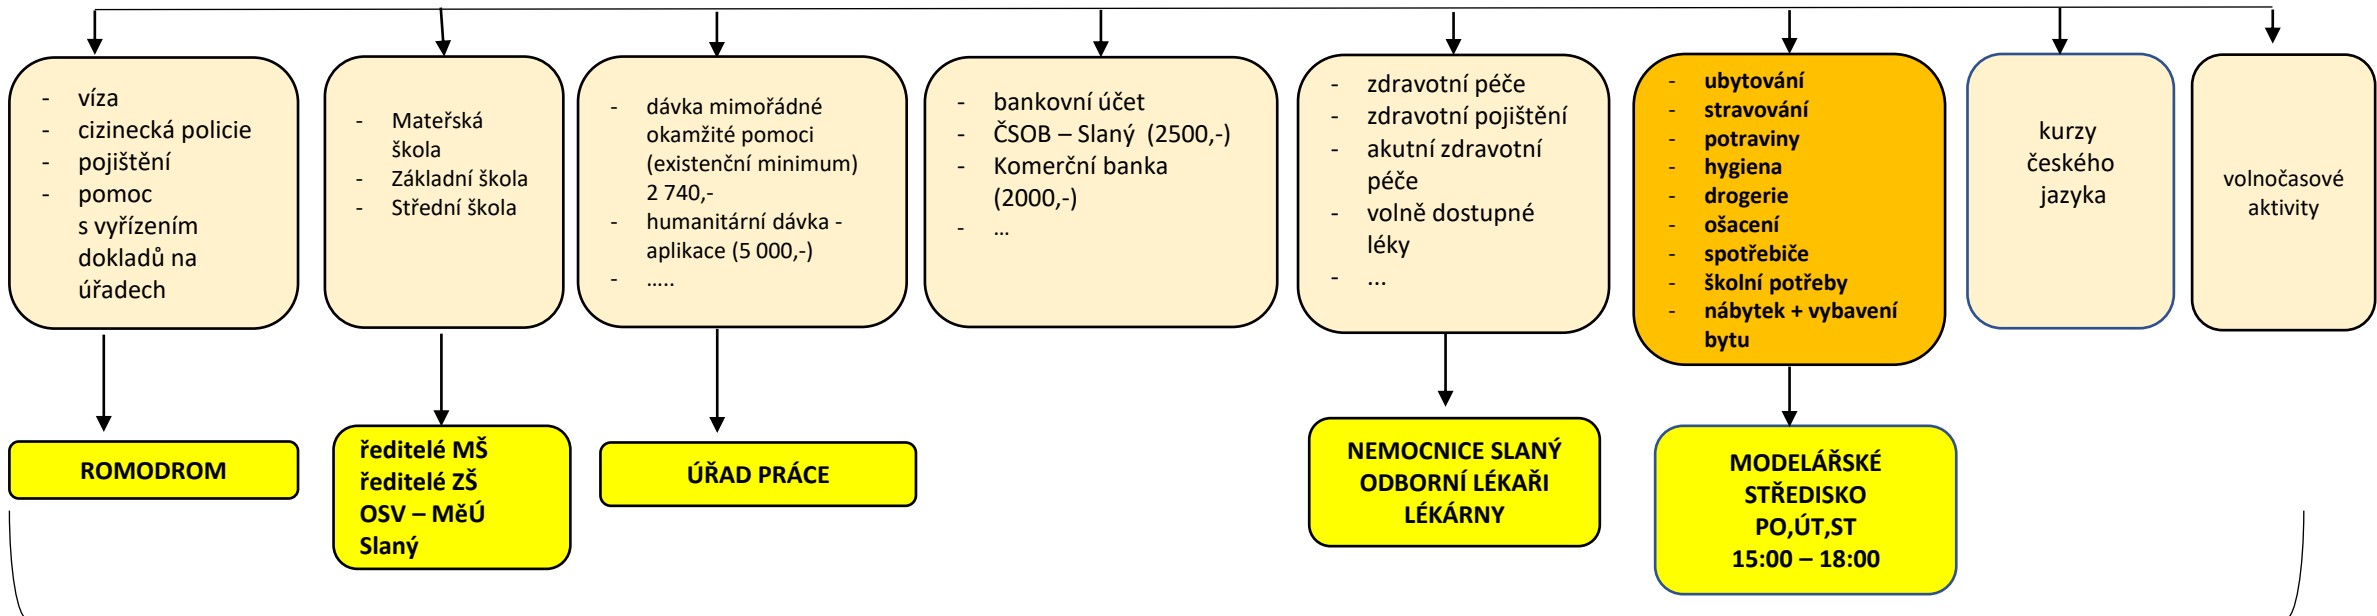 - víza
- cizinecká policie
- pojištění
- pomoc
s vyřízením
dokladů na
úřadech
- Mateřská
škola
- Základní škola
- Střední škola
- dávka mimořádné
okamžité pomoci
(existenční minimum)
2 740,-
- humanitární dávka -
aplikace (5 000,-)
- …..
- bankovní účet
- ČSOB – Slaný (2500,-)
- Komerční banka
(2000,-)
- …
- zdravotní péče
- zdravotní pojištění
- akutní zdravotní
péče
- volně dostupné
léky
- ...
- ubytování
- stravování
- potraviny
- hygiena
- drogerie
- ošacení
- spotřebiče
- školní potřeby
- nábytek + vybavení
bytu
kurzy
českého
jazyka
volnočasové
aktivity
ROMODROM
ředitelé MŠ
ředitelé ZŠ
OSV – MěÚ
Slaný
ÚŘAD PRÁCE
NEMOCNICE SLANÝ
ODBORNÍ LÉKAŘI
LÉKÁRNY
MODELÁŘSKÉ
STŘEDISKO
PO,ÚT,ST
15:00 – 18:00